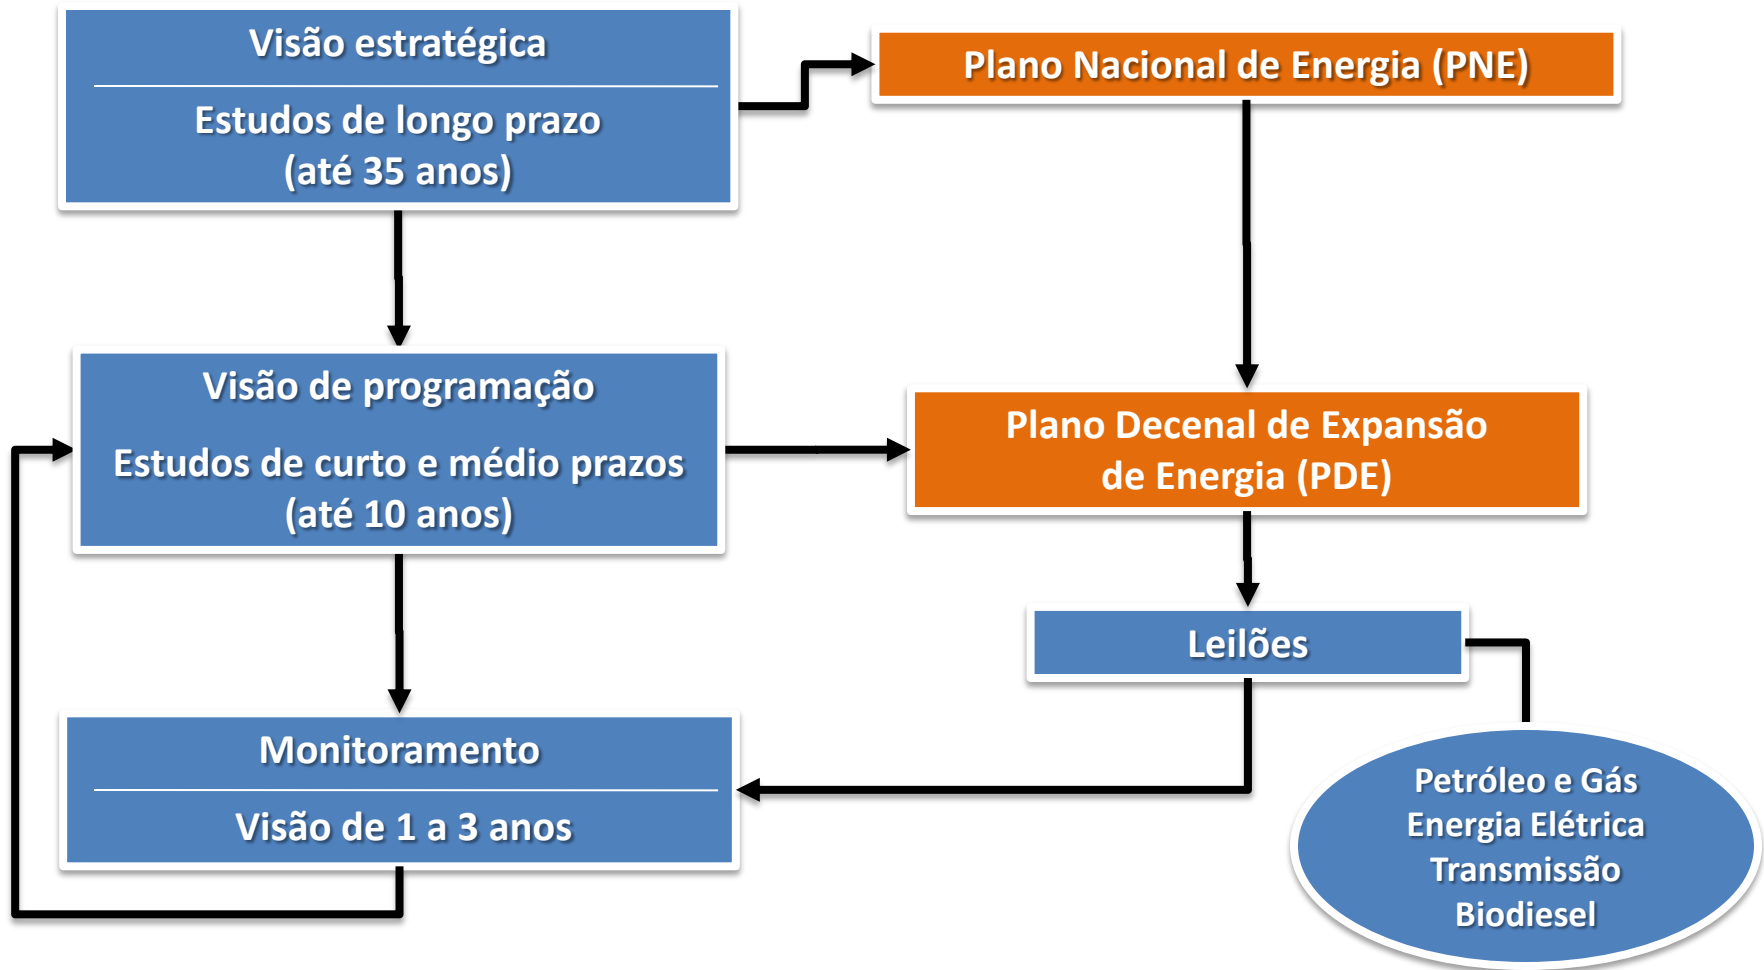 Visão estratégica
Estudos de longo prazo
(até 35 anos)
Plano Nacional de Energia (PNE)
Visão de programação
Estudos de curto e médio prazos
(até 10 anos)
Plano Decenal de Expansão
de Energia (PDE)
Leilões
Monitoramento
Visão de 1 a 3 anos
Petróleo e Gás
Energia Elétrica
Transmissão
Biodiesel